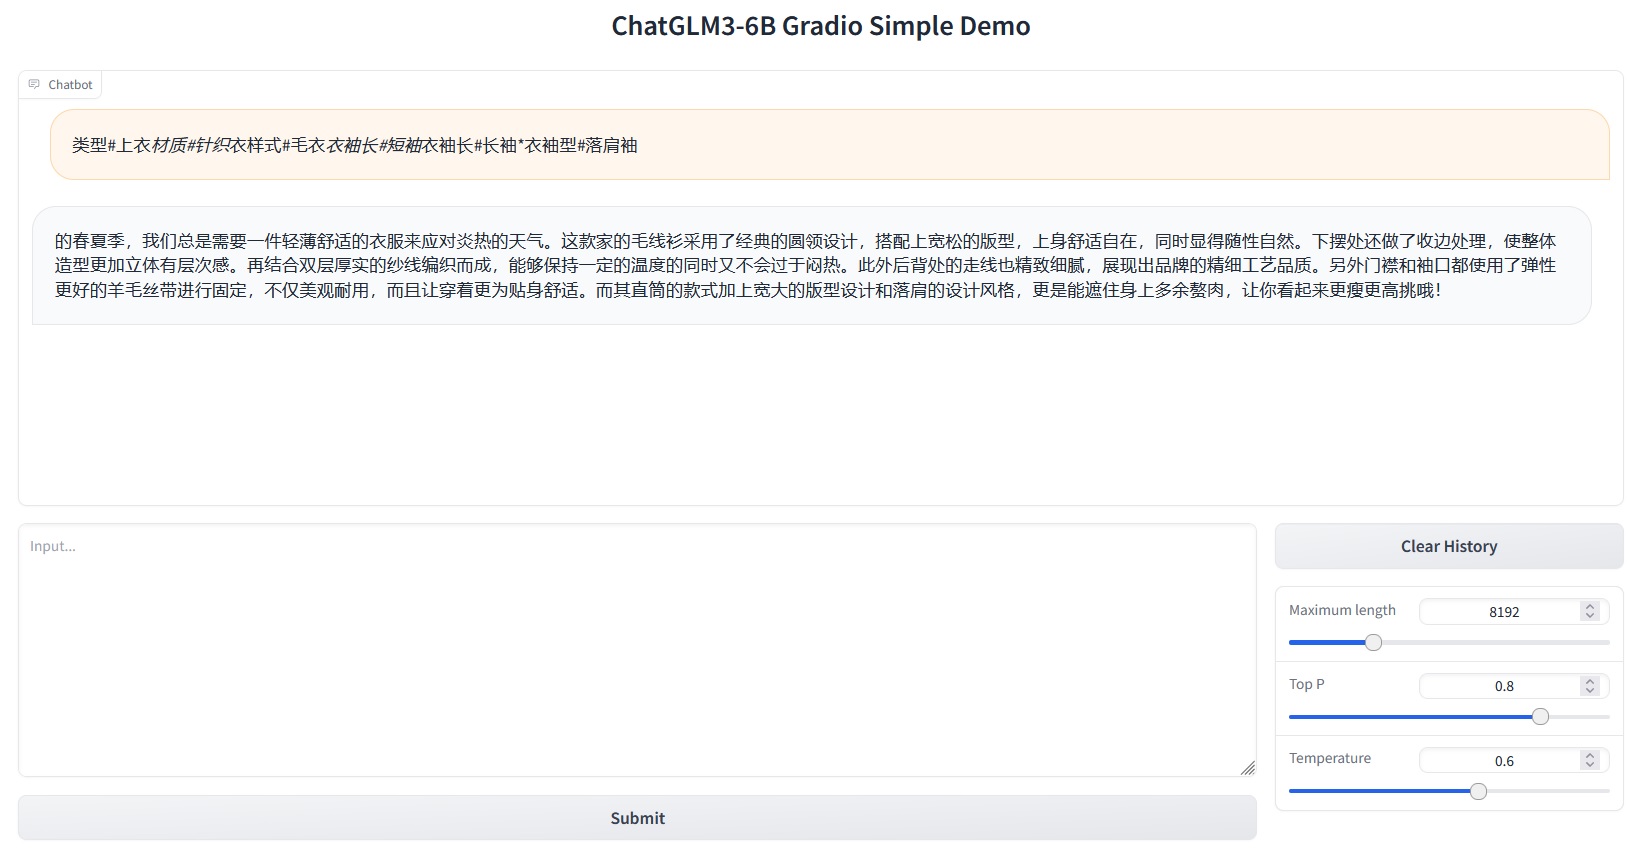 ChatGLM3-6B Gradio Simple Demo
Chatbot
类型#上衣材质#针织衣样式#毛衣衣袖长#短袖衣袖长#长袖*衣袖型#落肩袖
的春夏季，我们总是需要一件轻薄舒适的衣服来应对炎热的天气。这款家的毛线衫采用了经典的圆领设计，搭配上宽松的版型，上身舒适自在，同时显得随性自然。下摆处还做了收边处理，使整体
造型更加立体有层次感。再结合双层厚实的纱线编织而成，能够保持一定的温度的同时又不会过于闷热。此外后背处的走线也精致细腻，展现出品牌的精细工艺品质。另外门襟和袖口都使用了弹性
更好的羊毛丝带进行固定，不仅美观耐用，而且让穿着更为贴身舒适。而其直筒的款式加上宽大的版型设计和落肩的设计风格，更是能遮住身上多余赘肉，让你看起来更瘦更高挑哦！
Input...
Clear History
Maximum length
8192
Top P
0.8
Temperature
0.6
Submit